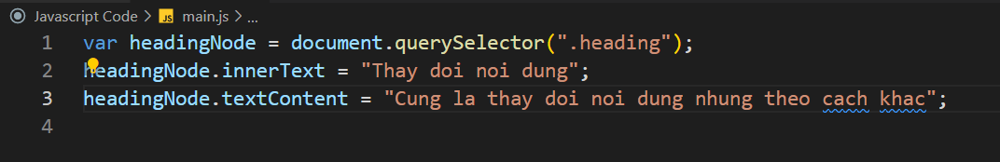 Javascript Code > JS main.js > ...
1 var headingNode = document.querySelector(".heading");
2 headingNode.innerText = "Thay doi noi dung";
3 headingNode.textContent = "Cung la thay doi noi dung nhung theo cach khac";
4